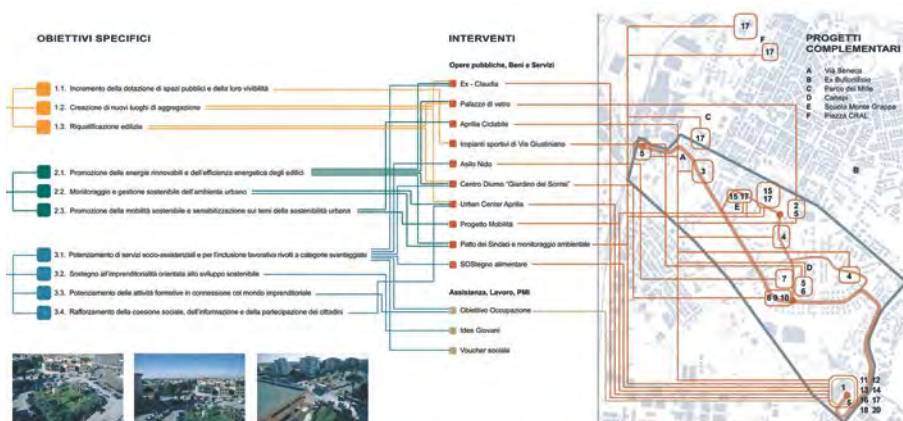 OBIETTIVI SPECIFICI
1.1. Incremento della dotazione di spazi pubblici e della loro vivibilità
1.2. Creazione di nuovi luoghi di aggregazione
1.3. Riqualificazione edilizia
2.1. Promozione delle energie rinnovabili e dell'efficienza energetica degli edifici
2.2. Monitoraggio e gestione sostenibile dell'ambiente urbano
2.3. Promozione della mobilità sostenibile e sensibilizzazione sui temi della sostenibilità urbana
3.1. Potenziamento di servizi socio-assistenziali e per l'inclusione lavorativa rivolti a categorie svantaggiate
3.2. Sostegno all'imprenditorialità orientata allo sviluppo sostenibile
3.3. Potenziamento delle attività formative in connessione col mondo imprenditoriale
3.4. Rafforzamento della coesione sociale, dell'informazione e della partecipazione dei cittadini
INTERVENTI
Opere pubbliche, Beni e Servizi
Ex - Claudia
Palazzo di vetro
Aprilia Ciclabile
Impianti sportivi di Via Giustiniano
Asilo Nido
Centro Diurno "Giardino dei Sorrisi"
Urban Center Aprilia
Progetto Mobilità
Patto dei Sindaci e monitoraggio ambientale
SOStegno alimentare
Assistenza, Lavoro, PMI
Obiettivo Occupazione
Idee Giovani
Voucher sociale
PROGETTI
COMPLEMENTARI
A Via Seneca
B Ex Bullonificio
C Parco dei Mille
D Canapi
E Scuola Monte Grappa
F Piazza CRAL
17
F
17
C
17
5
A
3
B
15 17
E
15
17
2
5
4
D
7
5
6
4
8 9 10
1
5
11 12
13 14
16 17
18 20